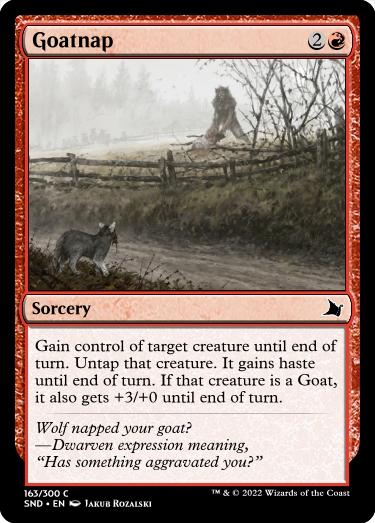 Goatnap 2
Sorcery
Gain control of target creature until end of
turn. Untap that creature. It gains haste
until end of turn. If that creature is a Goat,
it also gets +3/+0 until end of turn.
Wolf napped your goat?
—Dwarven expression meaning,
“Has something aggravated you?”
163/300 C
SND • EN Jakub Rozalski
™ & © 2022 Wizards of the Coast